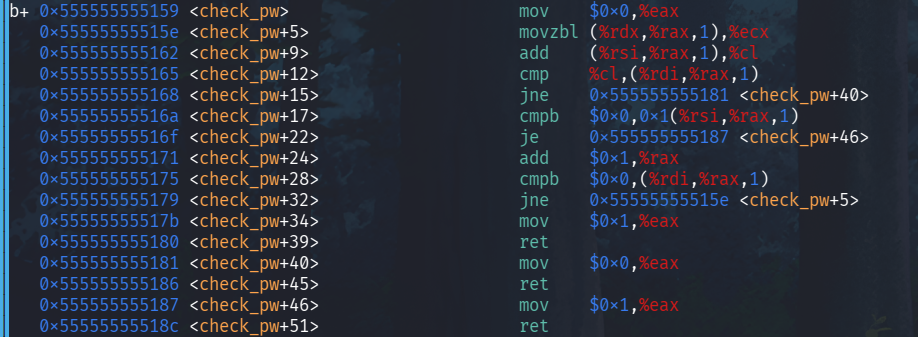 b+ 0x555555555159 <check_pw> mov $0x0,%eax
0x55555555515e <check_pw+5> movzbl (%rdx,%rax,1),%ecx
0x555555555162 <check_pw+9> add (%rsi,%rax,1),%cl
0x555555555165 <check_pw+12> cmp %cl,(%rdi,%rax,1)
0x555555555168 <check_pw+15> jne 0x555555555181 <check_pw+40>
0x55555555516a <check_pw+17> cmpb $0x0,0x1(%rsi,%rax,1)
0x55555555516f <check_pw+22> je 0x555555555187 <check_pw+46>
0x555555555171 <check_pw+24> add $0x1,%rax
0x555555555175 <check_pw+28> cmpb $0x0,(%rdi,%rax,1)
0x555555555179 <check_pw+32> jne 0x55555555515e <check_pw+5>
0x55555555517b <check_pw+34> mov $0x1,%eax
0x555555555180 <check_pw+39> ret
0x555555555181 <check_pw+40> mov $0x0,%eax
0x555555555186 <check_pw+45> ret
0x555555555187 <check_pw+46> mov $0x1,%eax
0x55555555518c <check_pw+51> ret